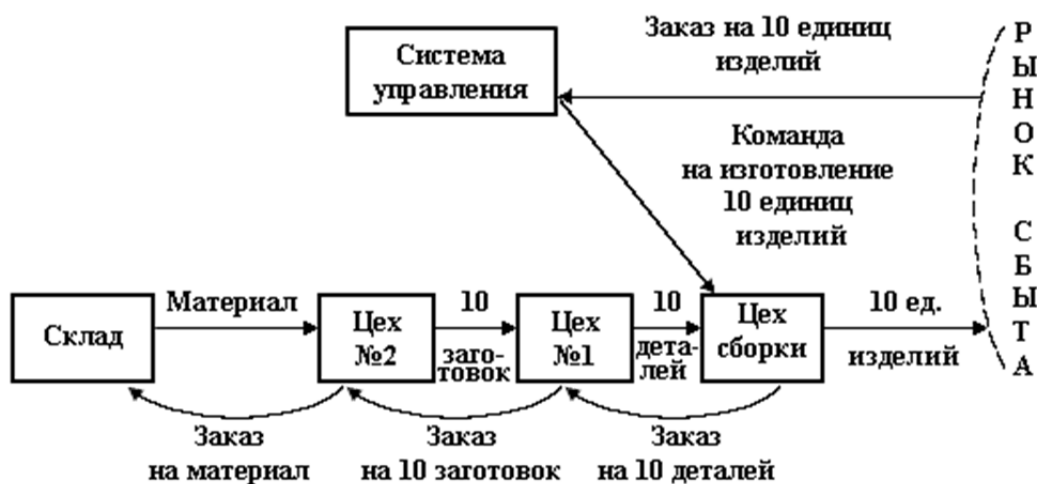 Заказ на 10 единиц
изделий
Система
управления
Команда
на изготовление
10 единиц
изделий
РЫНОК СБЫТА
Склад
Материал
Цех
№2
10
заго-
товок
Цех
№1
10
дета-
лей
Цех
сборки
10 ед.
изделий
Заказ
на материал
Заказ
на 10 заготовок
Заказ
на 10 деталей